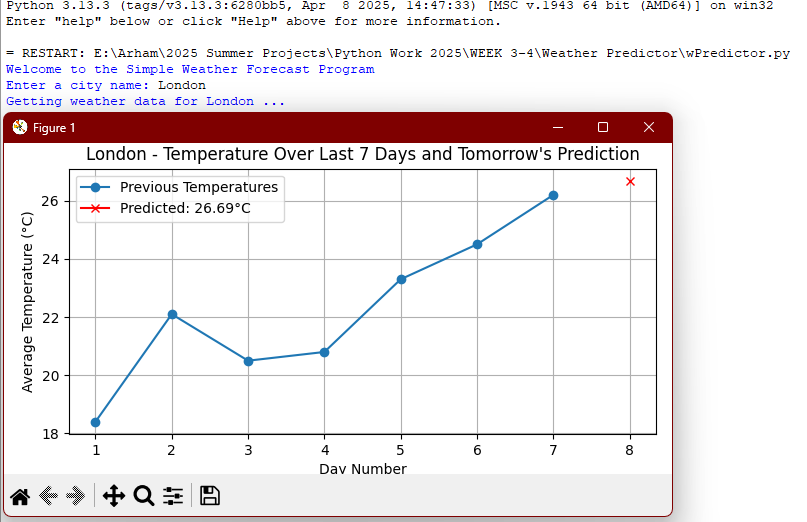 Python 3.13.3 (tags/v3.13.3:6280bb5, Apr  8 2025, 14:47:33) [MSC v.1943 64 bit (AMD64)] on win32
Enter "help" below or click "Help" above for more information.
= RESTART: E:\Arham\2025 Summer Projects\Python Work 2025\WEEK 3-4\Weather Predictor\wPredictor.py
Welcome to the Simple Weather Forecast Program
Enter a city name: London
Getting weather data for London ...
Figure 1
London - Temperature Over Last 7 Days and Tomorrow's Prediction
Previous Temperatures
Predicted: 26.69°C
Average Temperature (°C)
26
24
22
20
18
1 2 3 4 5 6 7 8
Day Number